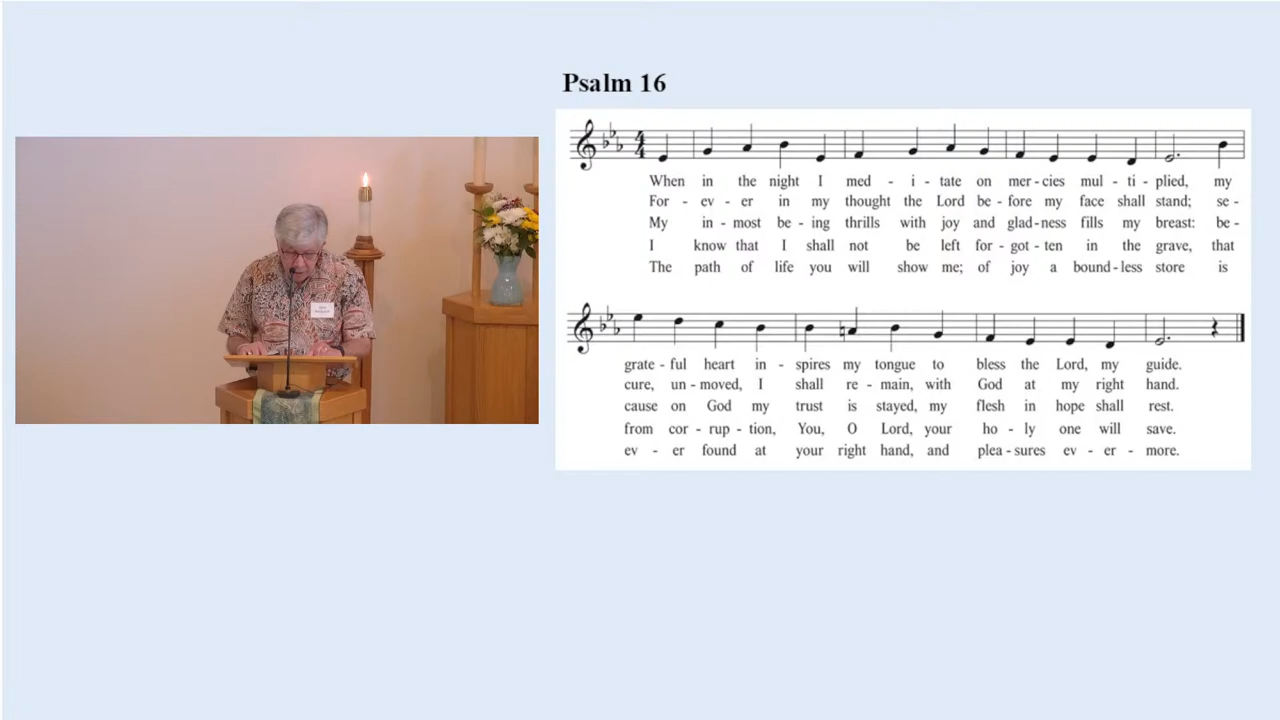 Psalm 16
When in the night I med - i - tate on mer - cies mul - ti - plied, my
For - ev - er in my thought the Lord be - fore my face shall stand; se -
My in - most be - ing thrills with joy and glad - ness fills my breast: be -
I know that I shall not be left for - got - ten in the grave, that
The path of life you will show me; of joy a bound - less store is
grate - ful heart in - spires my tongue to bless the Lord, my guide.
cure, un - moved, I shall re - main, with God at my right hand.
cause on God my trust is stayed, my flesh in hope shall rest.
from cor - rup - tion, You, O Lord, your ho - ly one will save.
ev - er found at your right hand, and plea - sures ev - er - more.